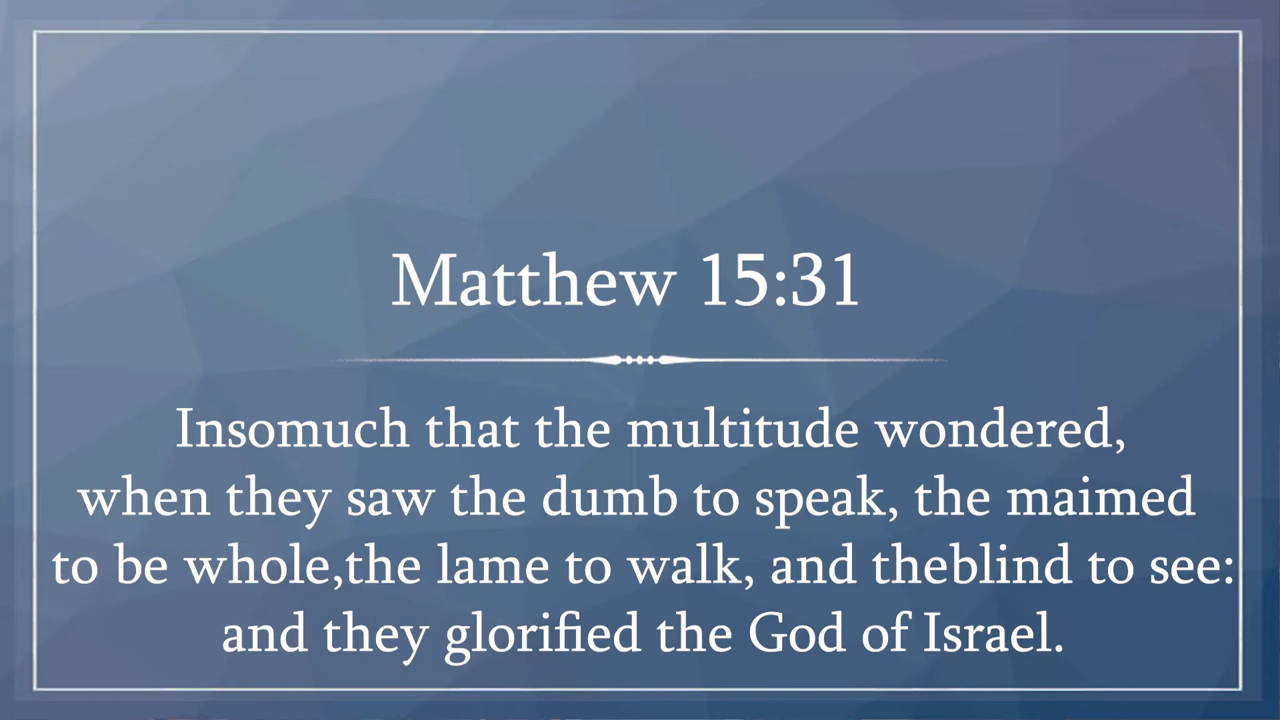 Matthew 15:31
Insomuch that the multitude wondered,
when they saw the dumb to speak, the maimed
to be whole,the lame to walk, and theblind to see:
and they glorified the God of Israel.